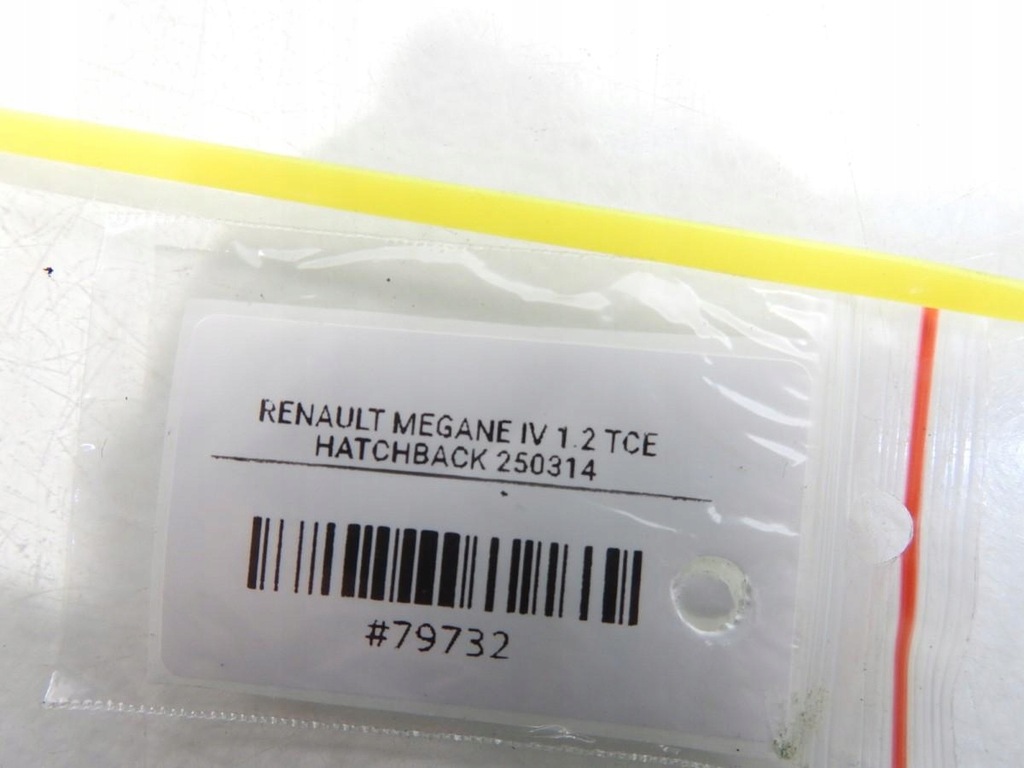 RENAULT MEGANE IV 1.2 TCE
HATCHBACK 250314
#79732